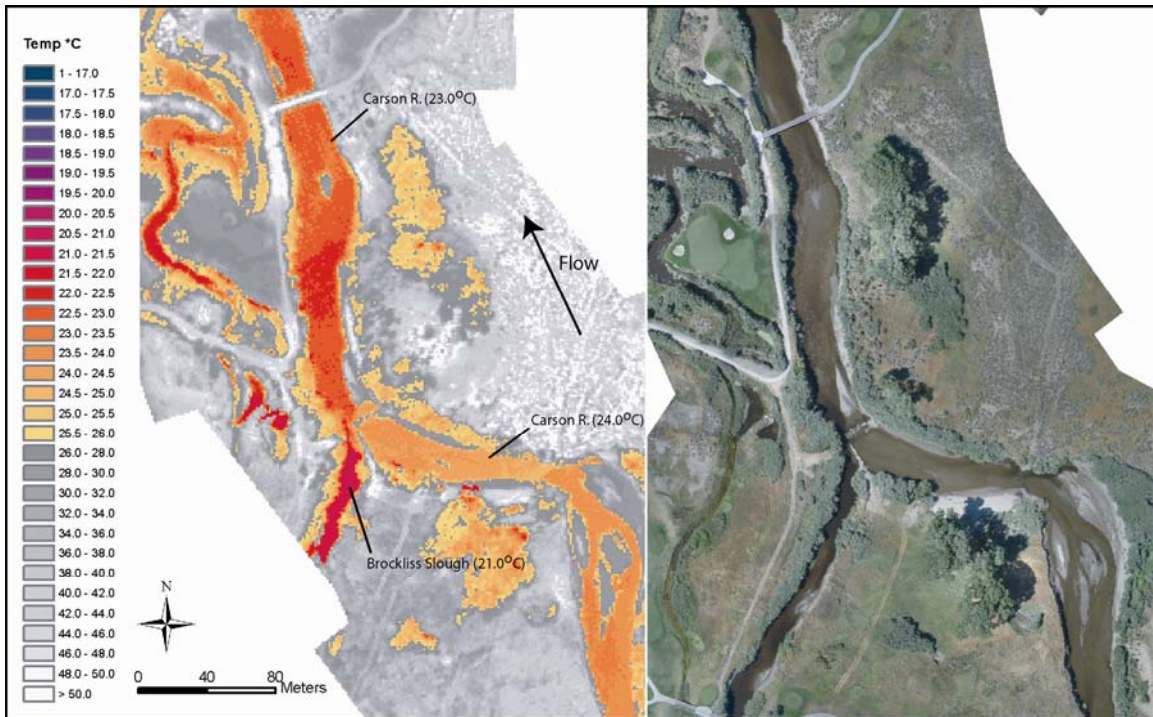 Temp °C
1 - 17.0
17.0 - 17.5
17.5 - 18.0
18.0 - 18.5
18.5 - 19.0
19.0 - 19.5
19.5 - 20.0
20.0 - 20.5
20.5 - 21.0
21.0 - 21.5
21.5 - 22.0
22.0 - 22.5
22.5 - 23.0
23.0 - 23.5
23.5 - 24.0
24.0 - 24.5
24.5 - 25.0
25.0 - 25.5
25.5 - 26.0
26.0 - 28.0
28.0 - 30.0
30.0 - 32.0
32.0 - 34.0
34.0 - 36.0
36.0 - 38.0
38.0 - 40.0
40.0 - 42.0
42.0 - 44.0
44.0 - 46.0
46.0 - 48.0
48.0 - 50.0
> 50.0
Carson R. (23.0°C)
Flow
Carson R. (24.0°C)
Brockliss Slough (21.0°C)
N
0 20 40 80
Meters